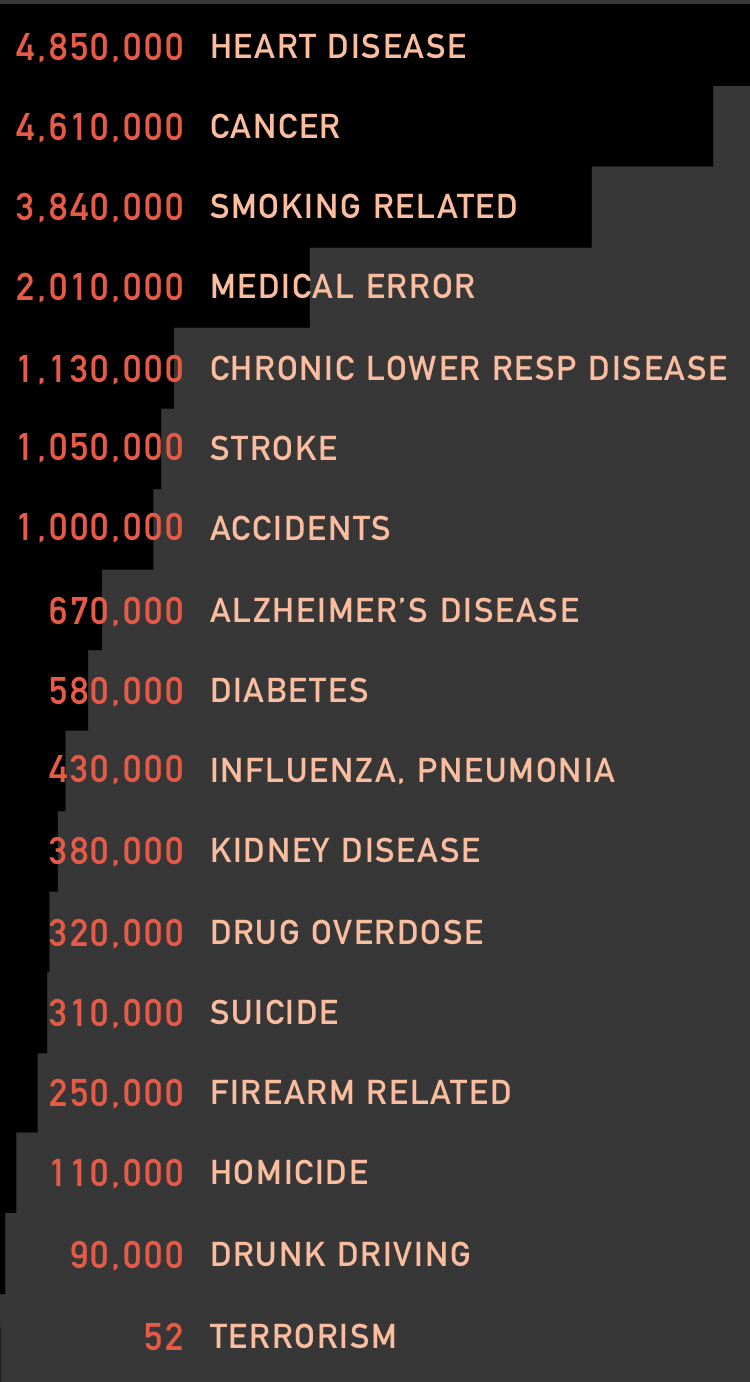 4,850,000 HEART DISEASE
4,610,000 CANCER
3,840,000 SMOKING RELATED
2,010,000 MEDICAL ERROR
1,130,000 CHRONIC LOWER RESP DISEASE
1,050,000 STROKE
1,000,000 ACCIDENTS
670,000 ALZHEIMER’S DISEASE
580,000 DIABETES
430,000 INFLUENZA, PNEUMONIA
380,000 KIDNEY DISEASE
320,000 DRUG OVERDOSE
310,000 SUICIDE
250,000 FIREARM RELATED
110,000 HOMICIDE
90,000 DRUNK DRIVING
52 TERRORISM